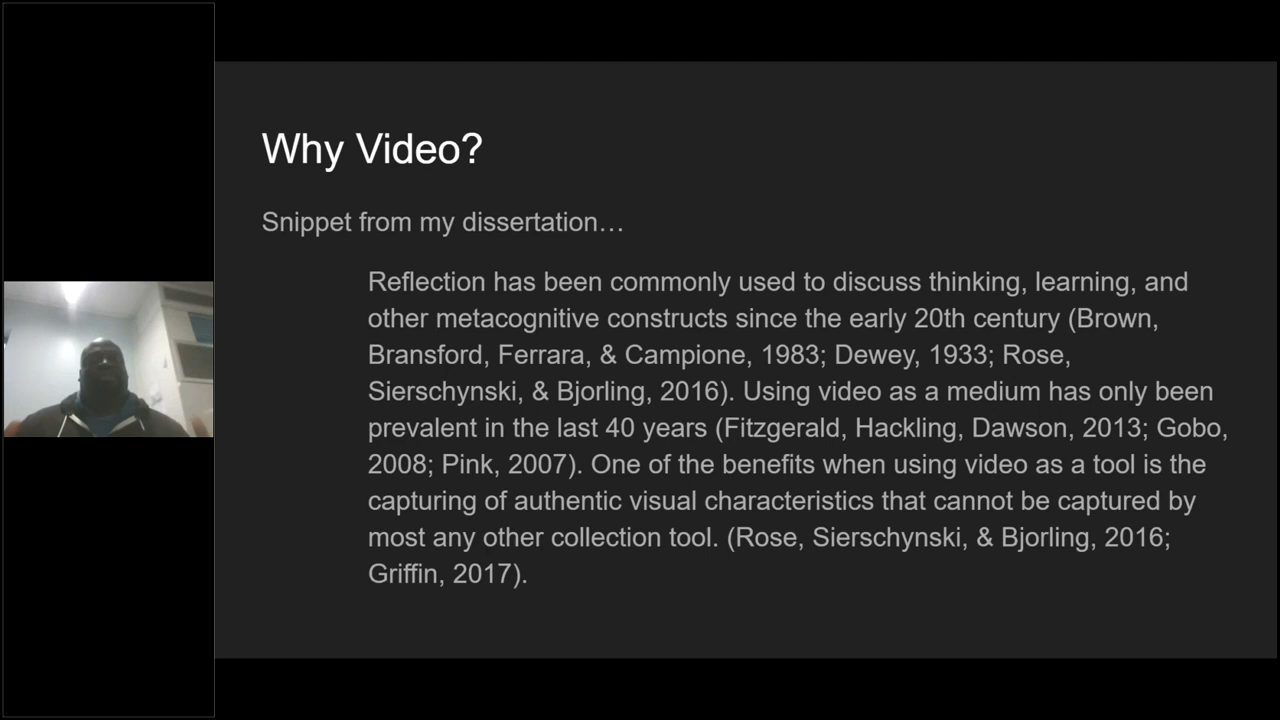 Why Video?
Snippet from my dissertation…
Reflection has been commonly used to discuss thinking, learning, and
other metacognitive constructs since the early 20th century (Brown,
Bransford, Ferrara, & Campione, 1983; Dewey, 1933; Rose,
Sierschynski, & Bjorling, 2016). Using video as a medium has only been
prevalent in the last 40 years (Fitzgerald, Hackling, Dawson, 2013; Gobo,
2008; Pink, 2007). One of the benefits when using video as a tool is the
capturing of authentic visual characteristics that cannot be captured by
most any other collection tool. (Rose, Sierschynski, & Bjorling, 2016;
Griffin, 2017).